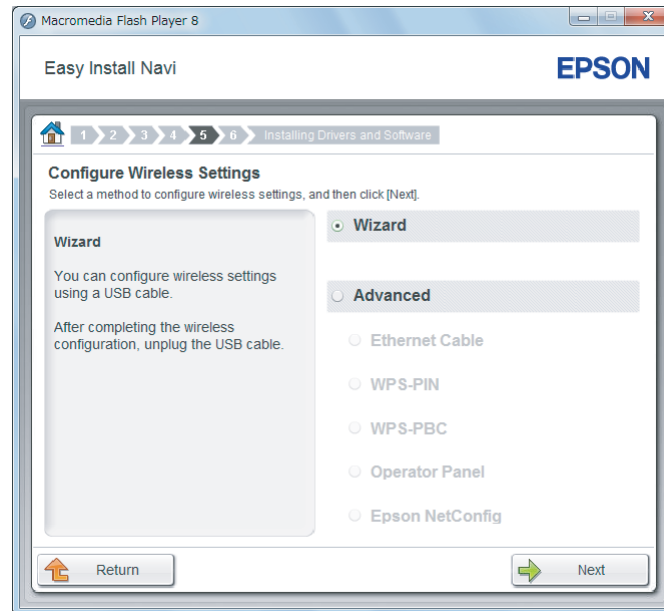 Macromedia Flash Player 8
Easy Install Navi
EPSON
1 2 3 4 5 6 Installing Drivers and Software
Configure Wireless Settings
Select a method to configure wireless settings, and then click [Next].
Wizard
You can configure wireless settings
using a USB cable.
After completing the wireless
configuration, unplug the USB cable.
Wizard
Advanced
Ethernet Cable
WPS-PIN
WPS-PBC
Operator Panel
Epson NetConfig
Return
Next